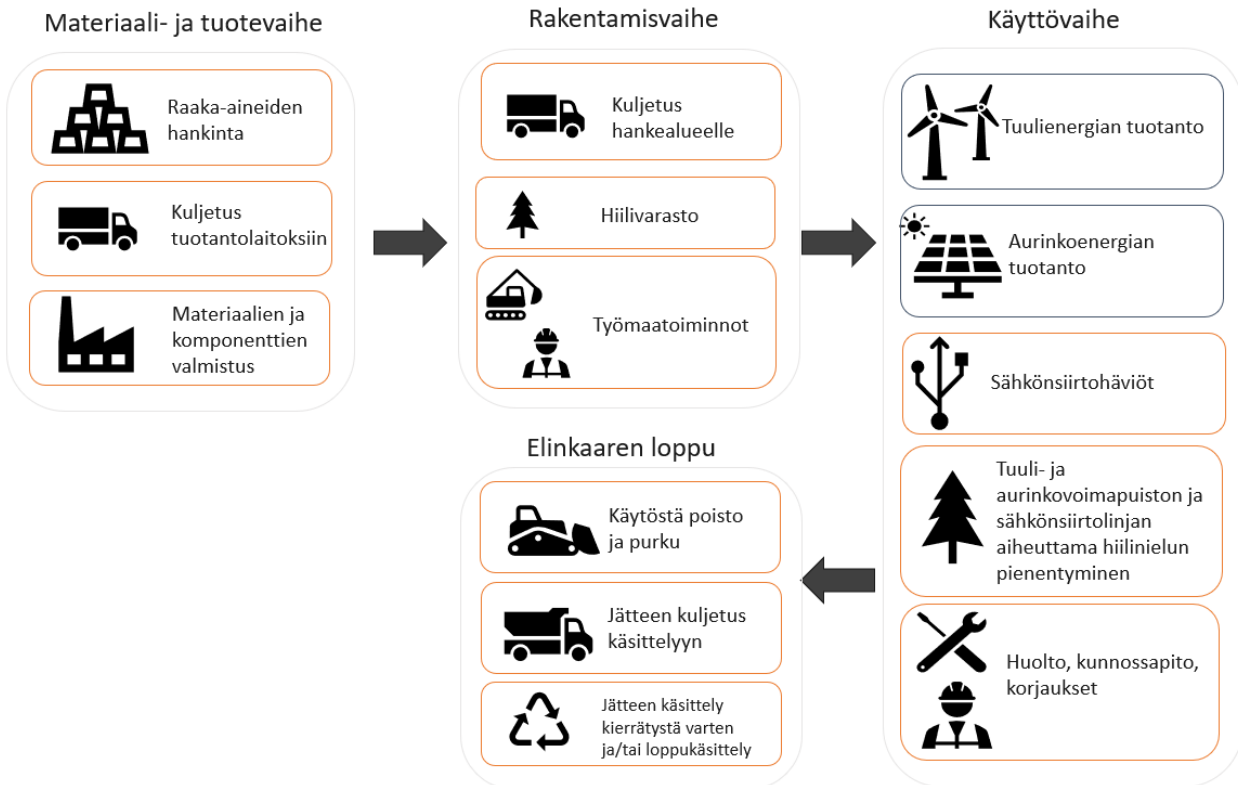 Materiaali- ja tuotevaihe
Raaka-aineiden
hankinta
Kuljetus
tuotantolaitoksiin
Materiaalien ja
komponenttien
valmistus
Rakentamisvaihe
Kuljetus
hankealueelle
Hiilivarasto
Työmaatoiminnot
Käyttövaihe
Tuulienergian tuotanto
Aurinkoenergian
tuotanto
Sähkönsiirtohäviöt
Tuuli- ja
aurinkovoimapuiston ja
sähkönsiirtolinjan
aiheuttama hiilinielun
pienentyminen
Huolto, kunnossapito,
korjaukset
Elinkaaren loppu
Käytöstä poisto
ja purku
Jätteen kuljetus
käsittelyyn
Jätteen käsittely
kierrätystä varten
ja/tai loppukäsittely